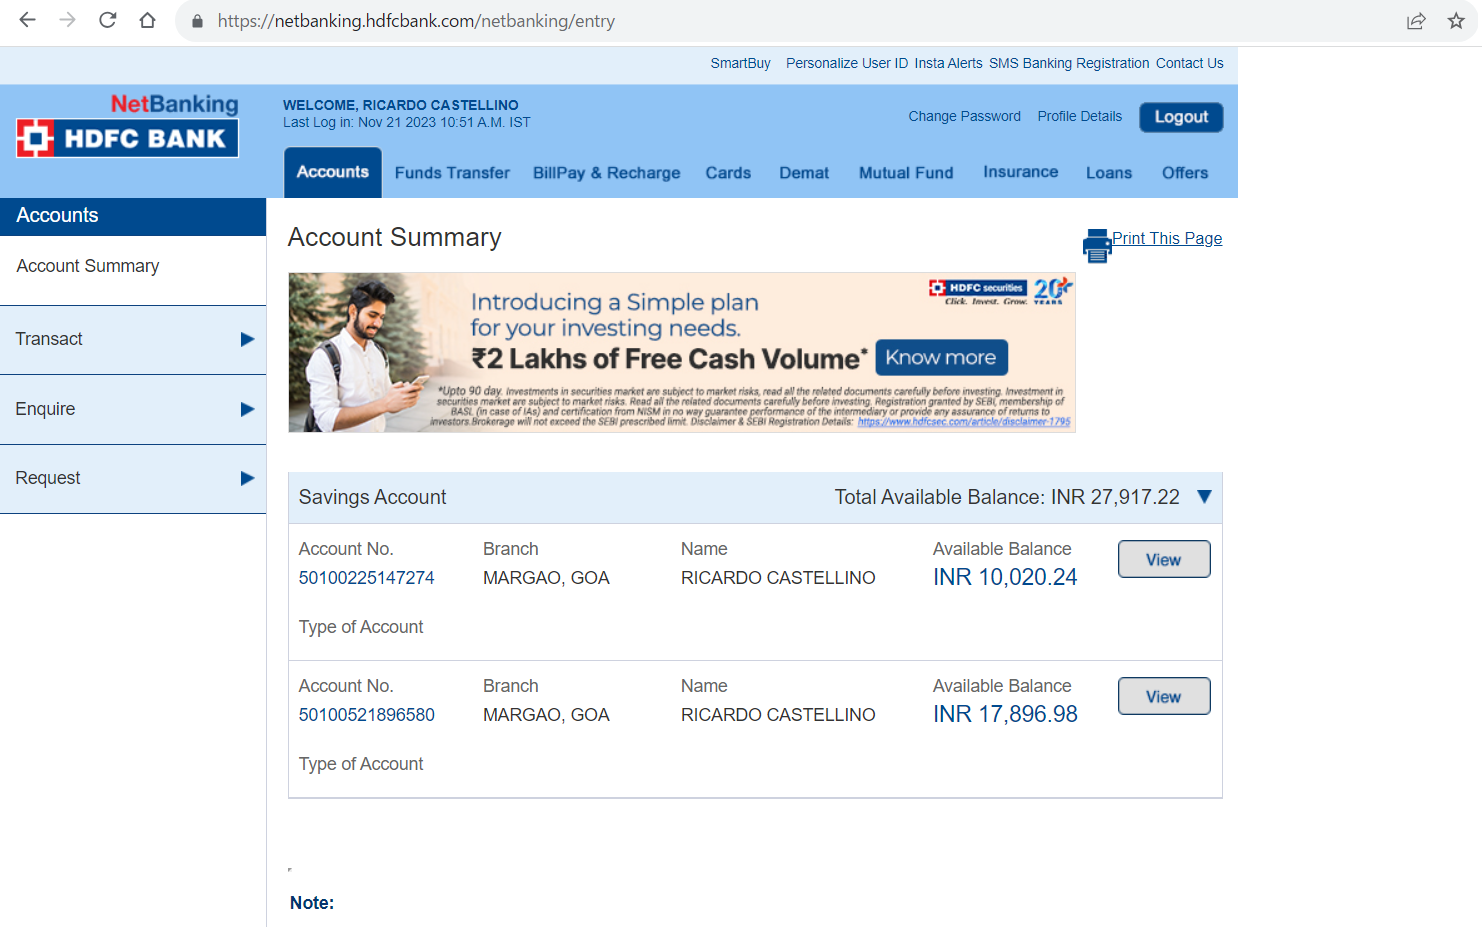 https://netbanking.hdfcbank.com/netbanking/entry
SmartBuy Personalize User ID Insta Alerts SMS Banking Registration Contact Us
NetBanking
HDFC BANK
WELCOME, RICARDO CASTELLINO
Last Log in: Nov 21 2023 10:51 A.M. IST
Change Password Profile Details Logout
Accounts Funds Transfer BillPay & Recharge Cards Demat Mutual Fund Insurance Loans Offers
Accounts
Account Summary
Transact
Enquire
Request
Account Summary
Print This Page
HDFC securities 20+ YEARS
Click. Invest. Grow.
Introducing a Simple plan
for your investing needs.
₹2 Lakhs of Free Cash Volume* Know more
*Upto 90 day. Investments in securities market are subject to market risks, read all the related documents carefully before investing. Investment in
securities market are subject to market risks. Read all the related documents carefully before investing. Registration granted by SEBI, membership of
BASL (in case of IAs) and certification from NISM in no way guarantee performance of the intermediary or provide any assurance of returns to
investors.Brokerage will not exceed the SEBI prescribed limit. Disclaimer & SEBI Registration Details: https://www.hdfcsec.com/article/disclaimer-1795
Savings Account Total Available Balance: INR 27,917.22
Account No. Branch Name Available Balance
50100225147274 MARGAO, GOA RICARDO CASTELLINO INR 10,020.24 View
Type of Account
Account No. Branch Name Available Balance
50100521896580 MARGAO, GOA RICARDO CASTELLINO INR 17,896.98 View
Type of Account
Note: